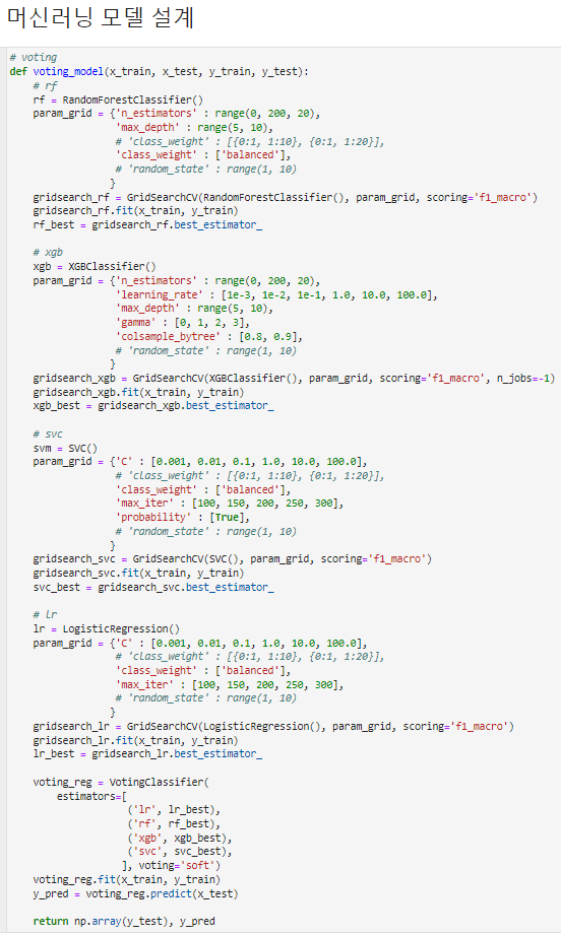 머신러닝 모델 설계
# voting
def voting_model(x_train, x_test, y_train, y_test):
# rf
rf = RandomForestClassifier()
param_grid = {'n_estimators' : range(0, 200, 20),
'max_depth' : range(5, 10),
# 'class_weight' : [{0:1, 1:10}, {0:1, 1:20}],
'class_weight' : ['balanced'],
# 'random_state' : range(1, 10)
}
gridsearch_rf = GridSearchCV(RandomForestClassifier(), param_grid, scoring='f1_macro')
gridsearch_rf.fit(x_train, y_train)
rf_best = gridsearch_rf.best_estimator_
# xgb
xgb = XGBClassifier()
param_grid = {'n_estimators' : range(0, 200, 20),
'learning_rate' : [1e-3, 1e-2, 1e-1, 1.0, 10.0, 100.0],
'max_depth' : range(5, 10),
'gamma' : [0, 1, 2, 3],
'colsample_bytree' : [0.8, 0.9],
# 'random_state' : range(1, 10)
}
gridsearch_xgb = GridSearchCV(XGBClassifier(), param_grid, scoring='f1_macro', n_jobs=-1)
gridsearch_xgb.fit(x_train, y_train)
xgb_best = gridsearch_xgb.best_estimator_
# svc
svm = SVC()
param_grid = {'C' : [0.001, 0.01, 0.1, 1.0, 10.0, 100.0],
# 'class_weight' : [{0:1, 1:10}, {0:1, 1:20}],
'class_weight' : ['balanced'],
'max_iter' : [100, 150, 200, 250, 300],
'probability' : [True],
# 'random_state' : range(1, 10)
}
gridsearch_svc = GridSearchCV(SVC(), param_grid, scoring='f1_macro')
gridsearch_svc.fit(x_train, y_train)
svc_best = gridsearch_svc.best_estimator_
# lr
lr = LogisticRegression()
param_grid = {'C' : [0.001, 0.01, 0.1, 1.0, 10.0, 100.0],
# 'class_weight' : [{0:1, 1:10}, {0:1, 1:20}],
'class_weight' : ['balanced'],
'max_iter' : [100, 150, 200, 250, 300],
# 'random_state' : range(1, 10)
}
gridsearch_lr = GridSearchCV(LogisticRegression(), param_grid, scoring='f1_macro')
gridsearch_lr.fit(x_train, y_train)
lr_best = gridsearch_lr.best_estimator_
voting_reg = VotingClassifier(
estimators=[
('lr', lr_best),
('rf', rf_best),
('xgb', xgb_best),
('svc', svc_best),
], voting='soft')
voting_reg.fit(x_train, y_train)
y_pred = voting_reg.predict(x_test)
return np.array(y_test), y_pred